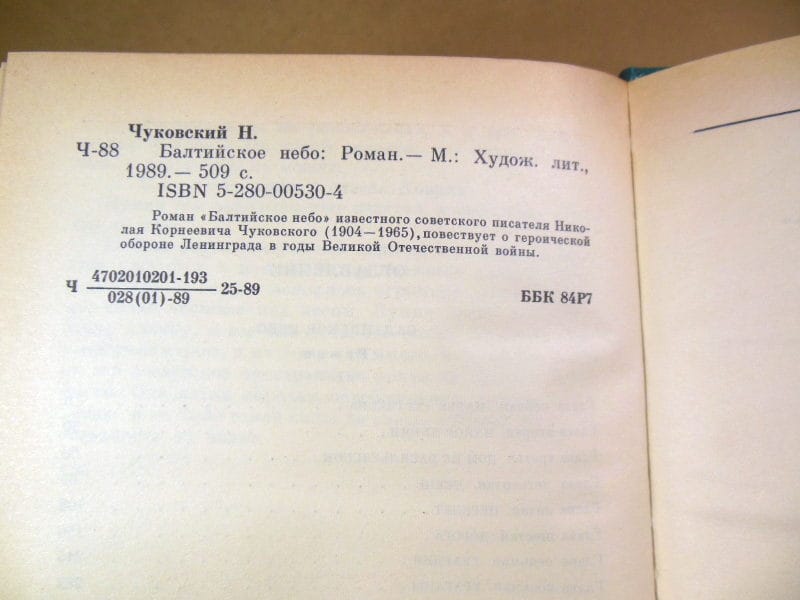 Чуковский Н.
Ч-88 Балтийское небо: Роман.— М.: Худож. лит.,
1989.— 509 с.
ISBN 5-280-00530-4
Роман «Балтийское небо» известного советского писателя Нико-
лая Корнеевича Чуковского (1904—1965), повествует о героической
обороне Ленинграда в годы Великой Отечественной войны.
Ч 4702010201-193 25-89
028(01)-89
ББК 84Р7